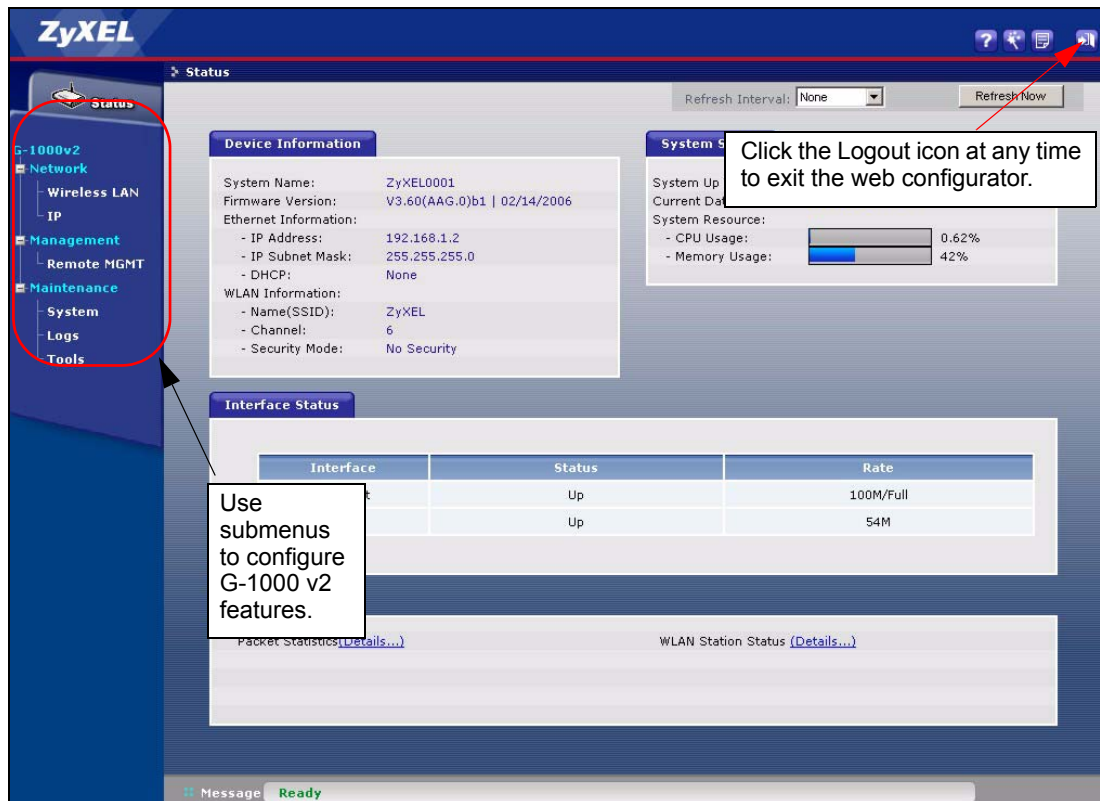 ZyXEL
Status
Status
Refresh Interval: None
Refresh Now
G-1000v2
Network
Wireless LAN
IP
Management
Remote MGMT
Maintenance
System
Logs
Tools
Device Information
System Name: ZyXEL0001
Firmware Version: V3.60(AAG.0)b1 | 02/14/2006
Ethernet Information:
- IP Address: 192.168.1.2
- IP Subnet Mask: 255.255.255.0
- DHCP: None
WLAN Information:
- Name(SSID): ZyXEL
- Channel: 6
- Security Mode: No Security
System
System Up
Current
System Resource:
- CPU Usage: 0.62%
- Memory Usage: 42%
Click the Logout icon at any time
to exit the web configurator.
Interface Status
Interface Status Rate
Up 100M/Full
Up 54M
Use
submenus
to configure
G-1000 v2
features.
Packet Statistics(Details...)
WLAN Station Status (Details...)
Message Ready